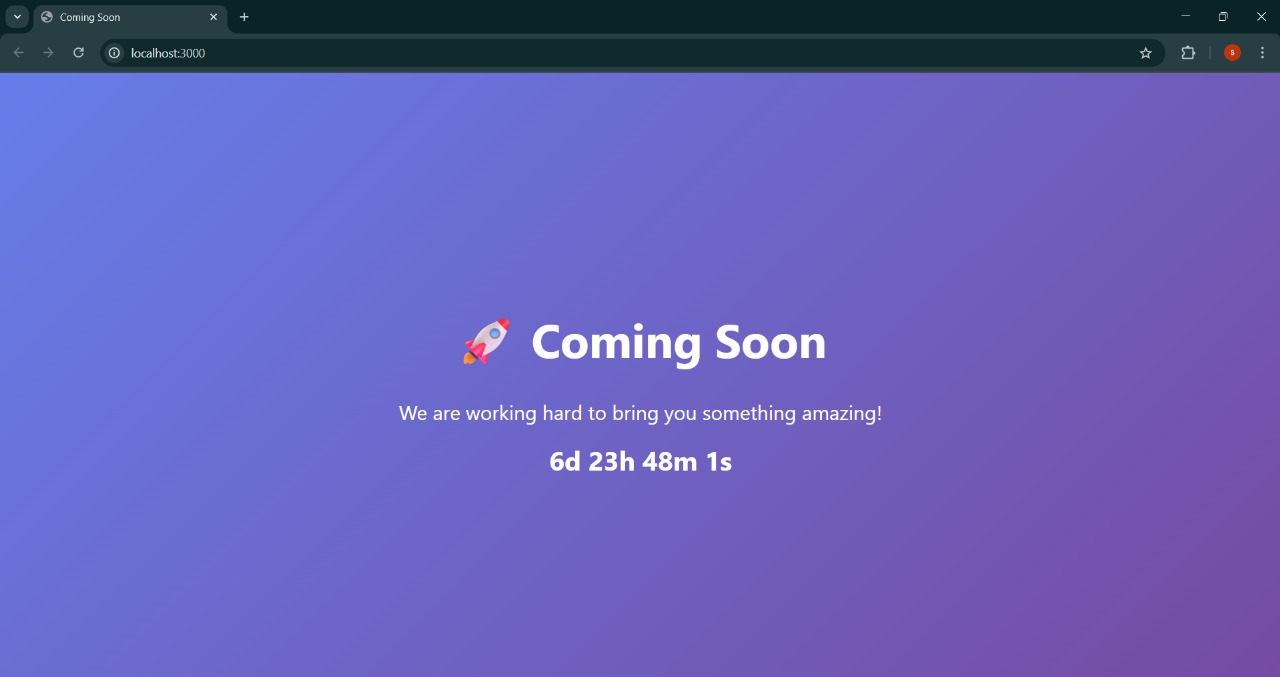 Coming Soon
localhost:3000
S
🚀 Coming Soon
We are working hard to bring you something amazing!
6d 23h 48m 1s